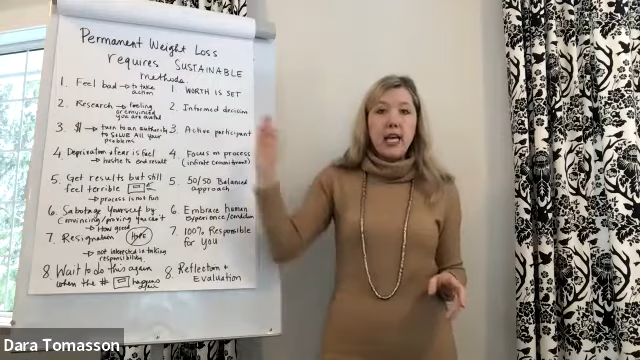 Permanent Weight Loss
requires SUSTAINABLE
methods.
1. Feel bad → to take
action
2. Research → feeling
or convinced
you are awful
3. $ → turn to an authority
to SOLVE All your
problems
4. Deprivation + fear is fuel
→ hustle to end result
5. Get results but still
feel terrible
→ process is not fun
6. Sabotage yourself by
convincing/proving you can't
→ How good
7. Resignation HOPE
→ not interested in taking
responsibility.
8. Wait to do this again
when the # happens
again
1 WORTH IS SET
2. Informed decision
3. Active participant
4 Focus on process
(infinite commitment)
5. 50/50 Balanced
approach
6. Embrace human
experience/condition
7. 100% Responsible
for You
8. Reflection +
Evaluation
Dara Tomasson